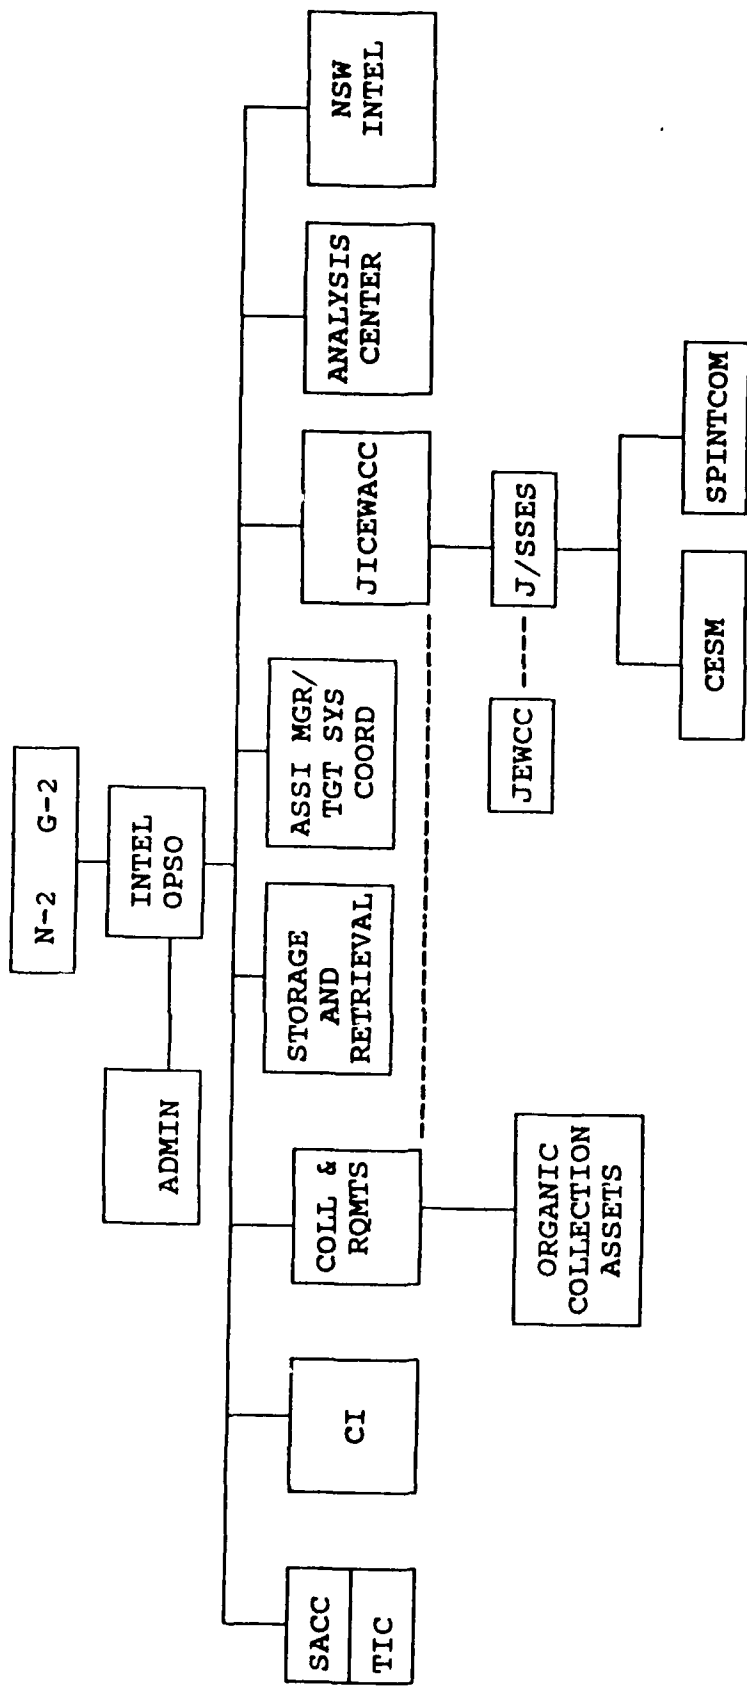 N-2 G-2
INTEL
OPSO
ADMIN
SACC
TIC
CI
COLL &
RQMTS
STORAGE
AND
RETRIEVAL
ASSI MGR/
TGT SYS
COORD
JICEWACC
ANALYSIS
CENTER
NSW
INTEL
ORGANIC
COLLECTION
ASSETS
JEWCC
J/SSES
CESM
SPINTCOM